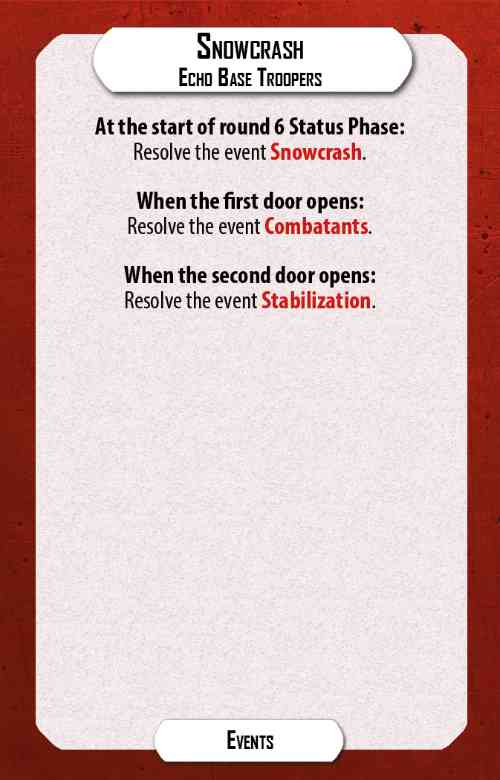 Snowcrash
Echo Base Troopers
At the start of round 6 Status Phase:
Resolve the event Snowcrash.
When the first door opens:
Resolve the event Combatants.
When the second door opens:
Resolve the event Stabilization.
Events